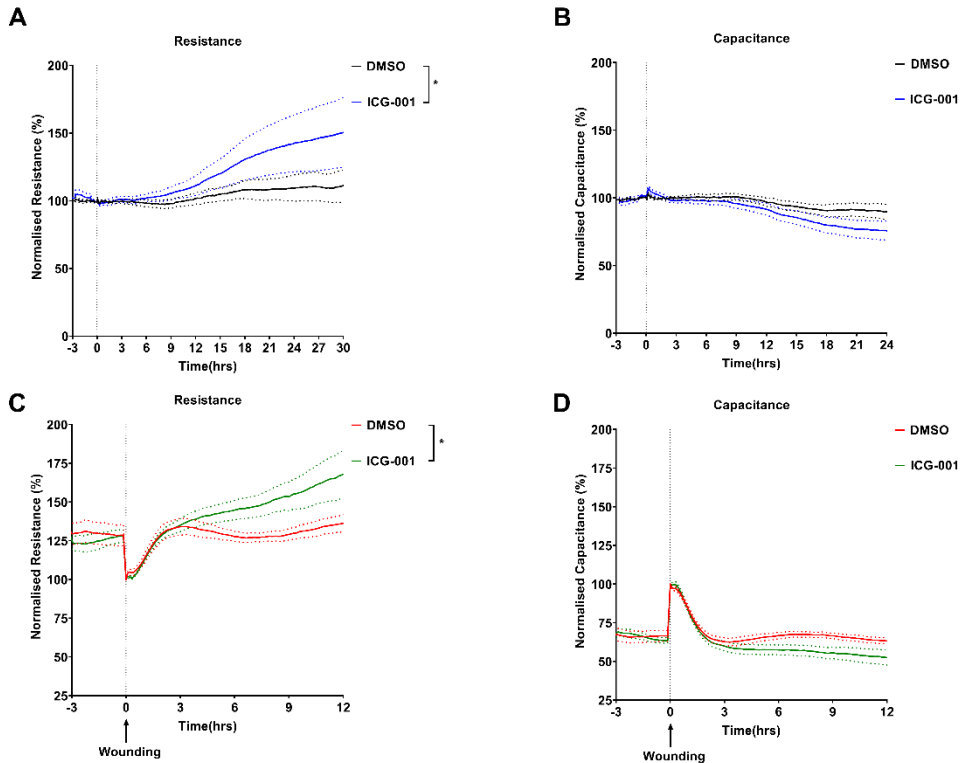 A
Resistance
Normalised Resistance (%)
200
150
100
50
0
-3 0 3 6 9 12 15 18 21 24 27 30
Time(hrs)
DMSO
*
ICG-001
B
Capacitance
Normalised Capacitance (%)
200
150
100
50
0
-3 0 3 6 9 12 15 18 21 24
Time(hrs)
DMSO
ICG-001
C
Resistance
Normalised Resistance (%)
200
175
150
125
100
75
50
25
-3 0 3 6 9 12
Time(hrs)
Wounding
DMSO
*
ICG-001
D
Capacitance
Normalised Capacitance (%)
200
175
150
125
100
75
50
25
-3 0 3 6 9 12
Time(hrs)
Wounding
DMSO
ICG-001